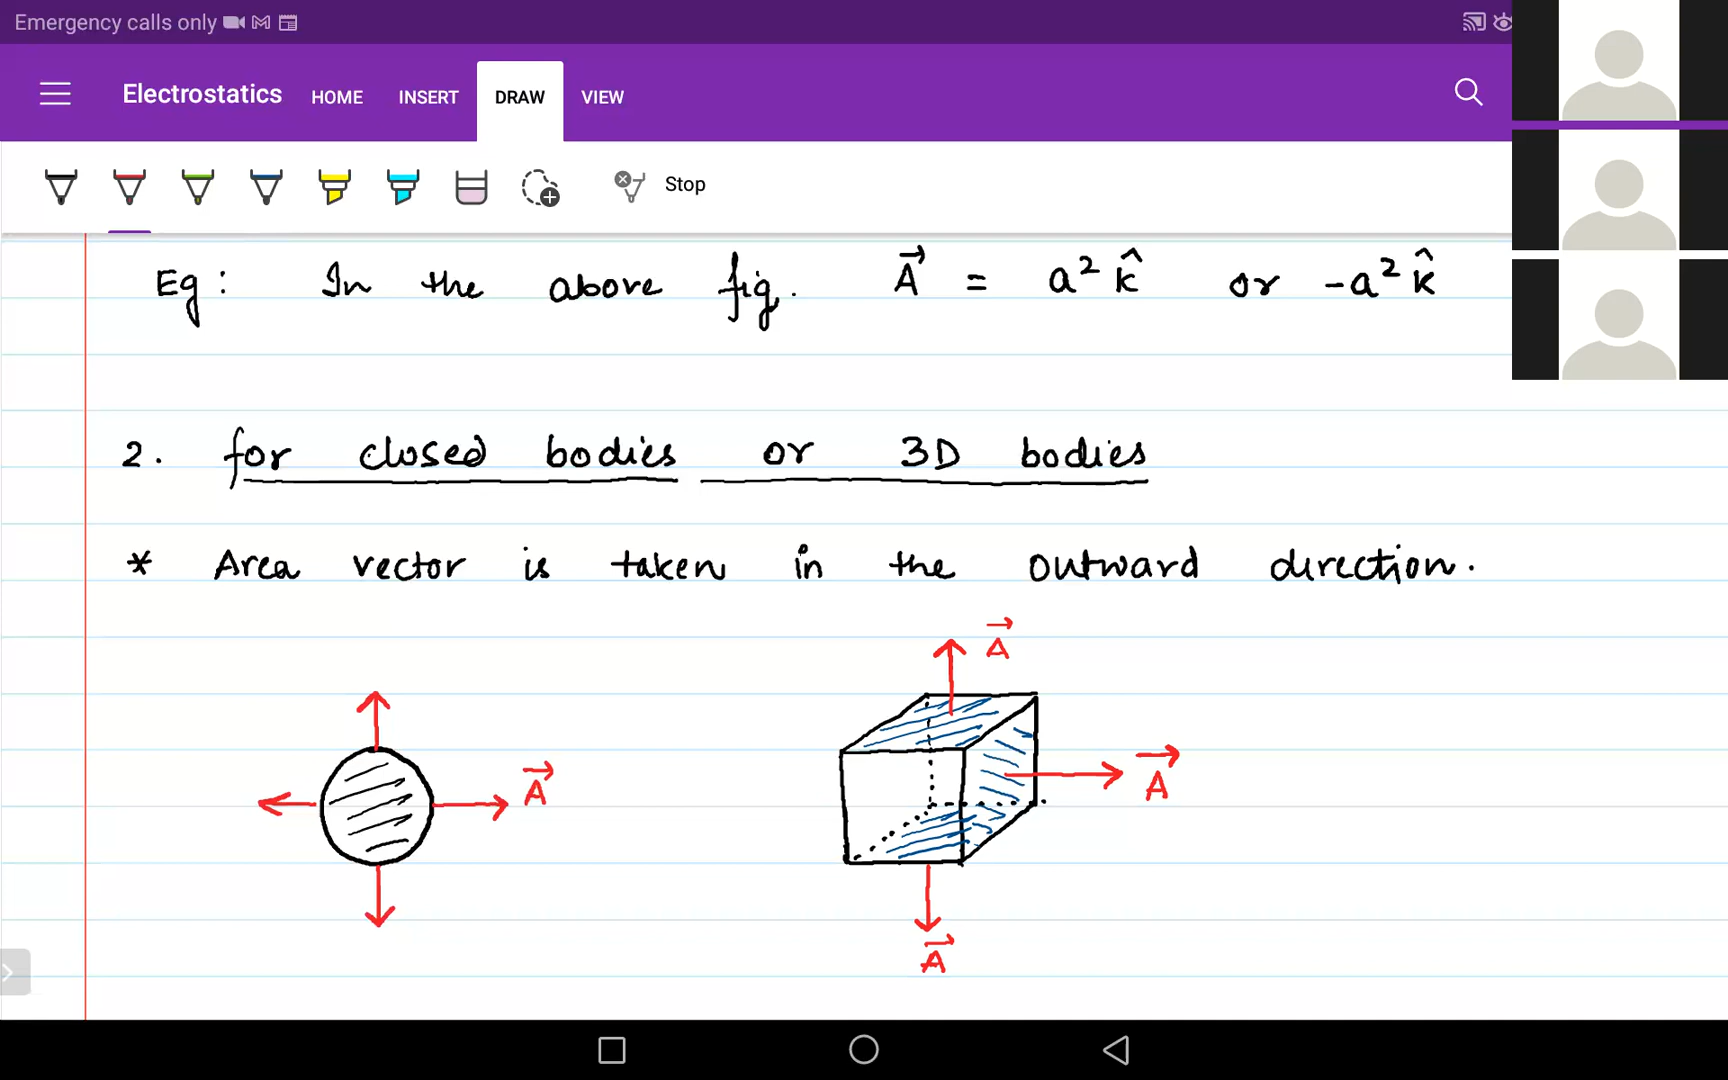 Emergency calls only
Electrostatics HOME INSERT DRAW VIEW
Stop
Eg : In the above fig. A⃗ = a² k̂ or -a² k̂
2. for closed bodies or 3D bodies
* Area vector is taken in the outward direction.
A⃗
A⃗
A⃗
A⃗